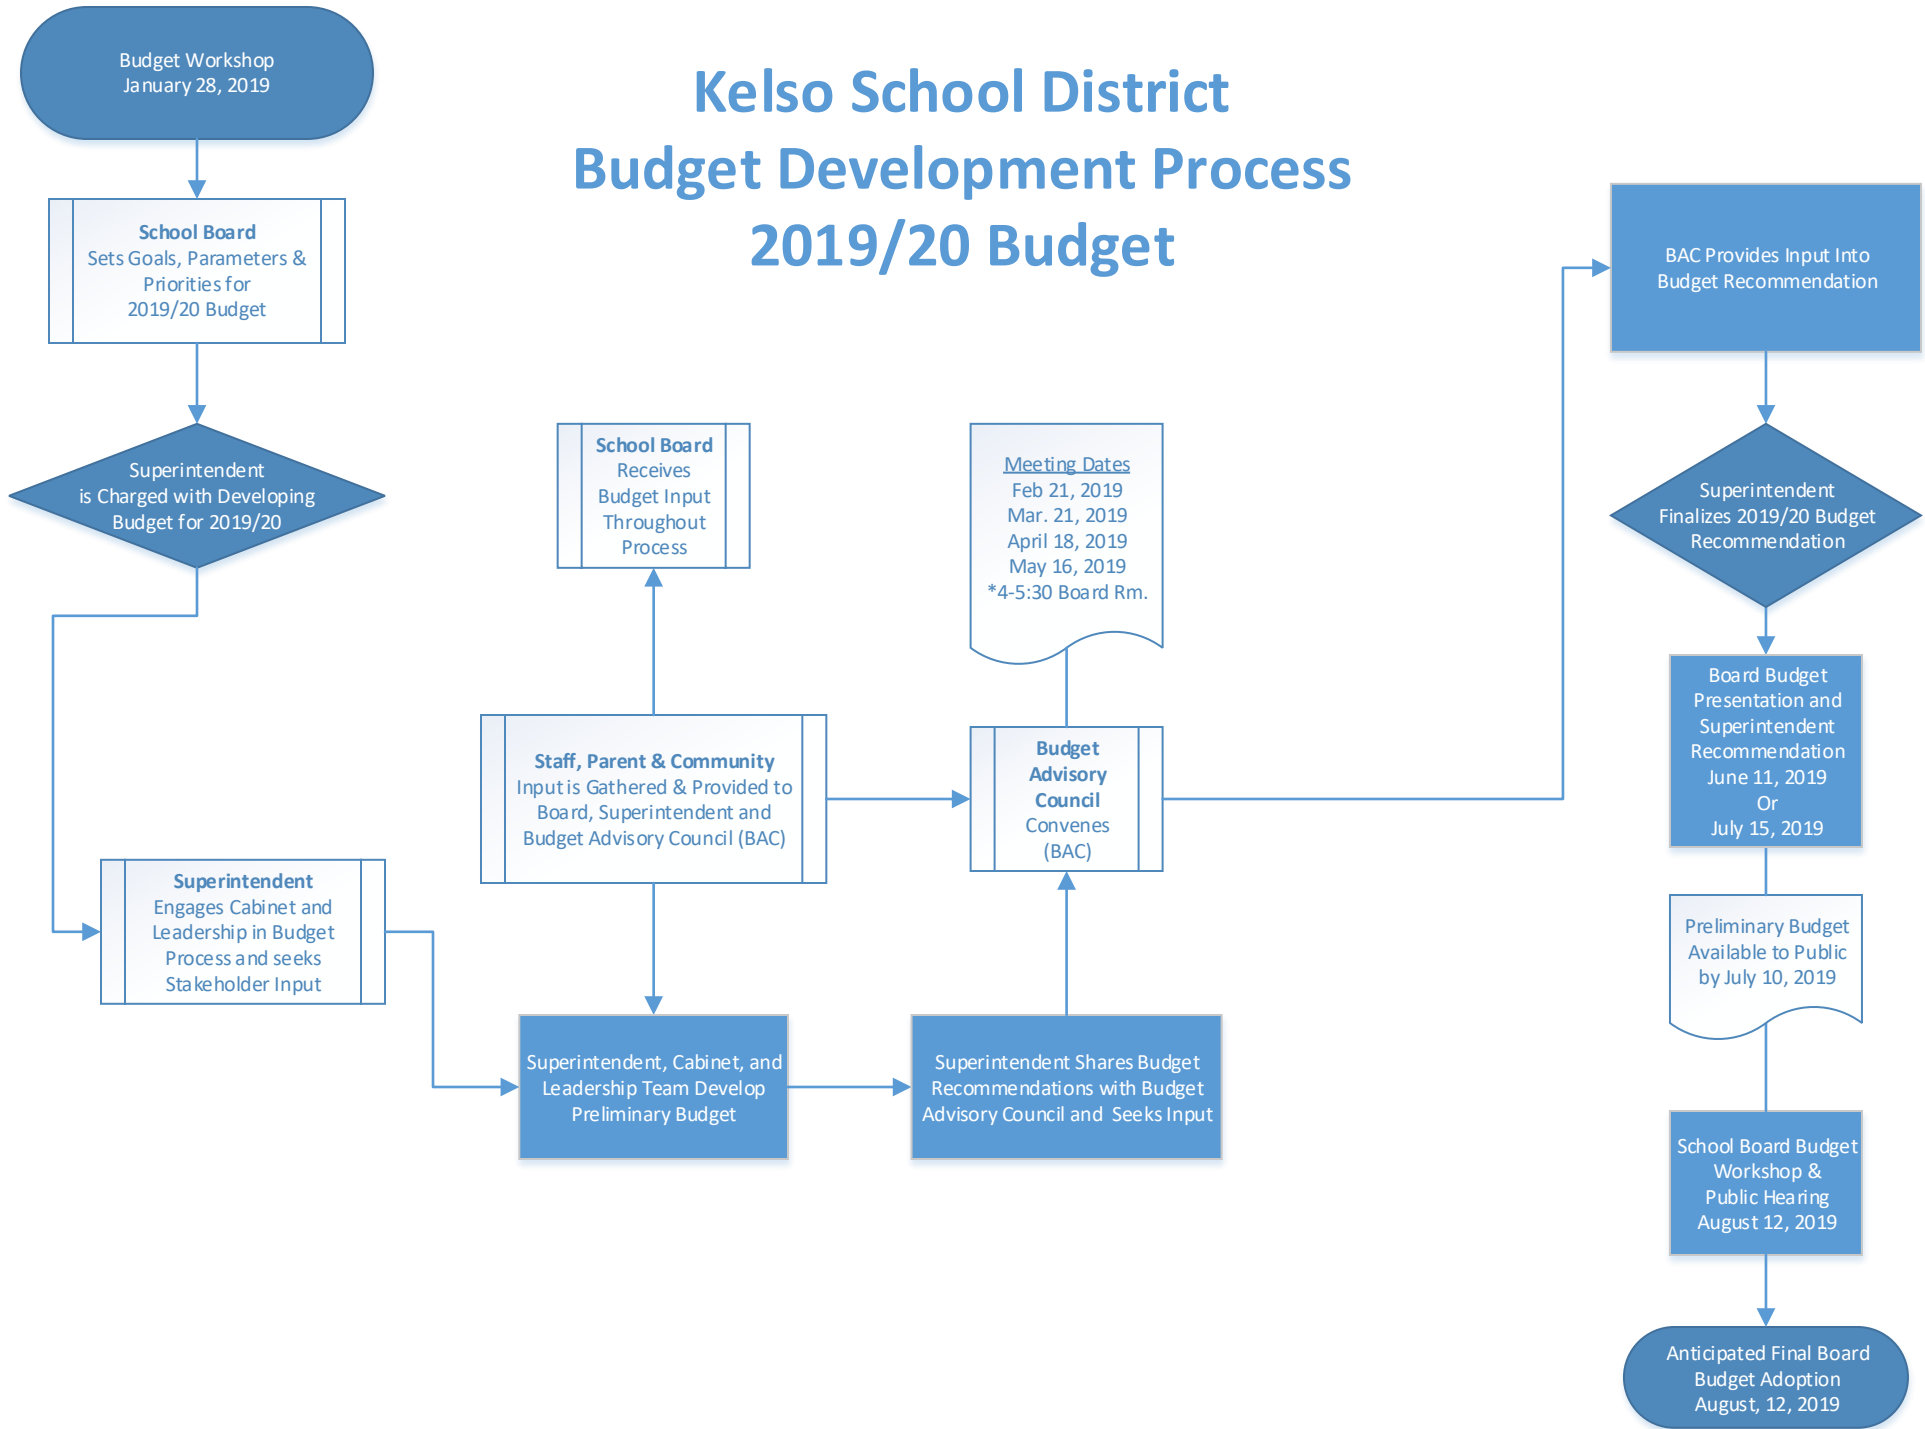 Kelso School District
Budget Development Process
2019/20 Budget
Budget Workshop
January 28, 2019
School Board
Sets Goals, Parameters &
Priorities for
2019/20 Budget
Superintendent
is Charged with Developing
Budget for 2019/20
Superintendent
Engages Cabinet and
Leadership in Budget
Process and seeks
Stakeholder Input
School Board
Receives
Budget Input
Throughout
Process
Staff, Parent & Community
Input is Gathered & Provided to
Board, Superintendent and
Budget Advisory Council (BAC)
Superintendent, Cabinet, and
Leadership Team Develop
Preliminary Budget
Superintendent Shares Budget
Recommendations with Budget
Advisory Council and Seeks Input
Meeting Dates
Feb 21, 2019
Mar. 21, 2019
April 18, 2019
May 16, 2019
*4-5:30 Board Rm.
Budget
Advisory
Council
Convenes
(BAC)
BAC Provides Input Into
Budget Recommendation
Superintendent
Finalizes 2019/20 Budget
Recommendation
Board Budget
Presentation and
Superintendent
Recommendation
June 11, 2019
Or
July 15, 2019
Preliminary Budget
Available to Public
by July 10, 2019
School Board Budget
Workshop &
Public Hearing
August 12, 2019
Anticipated Final Board
Budget Adoption
August, 12, 2019